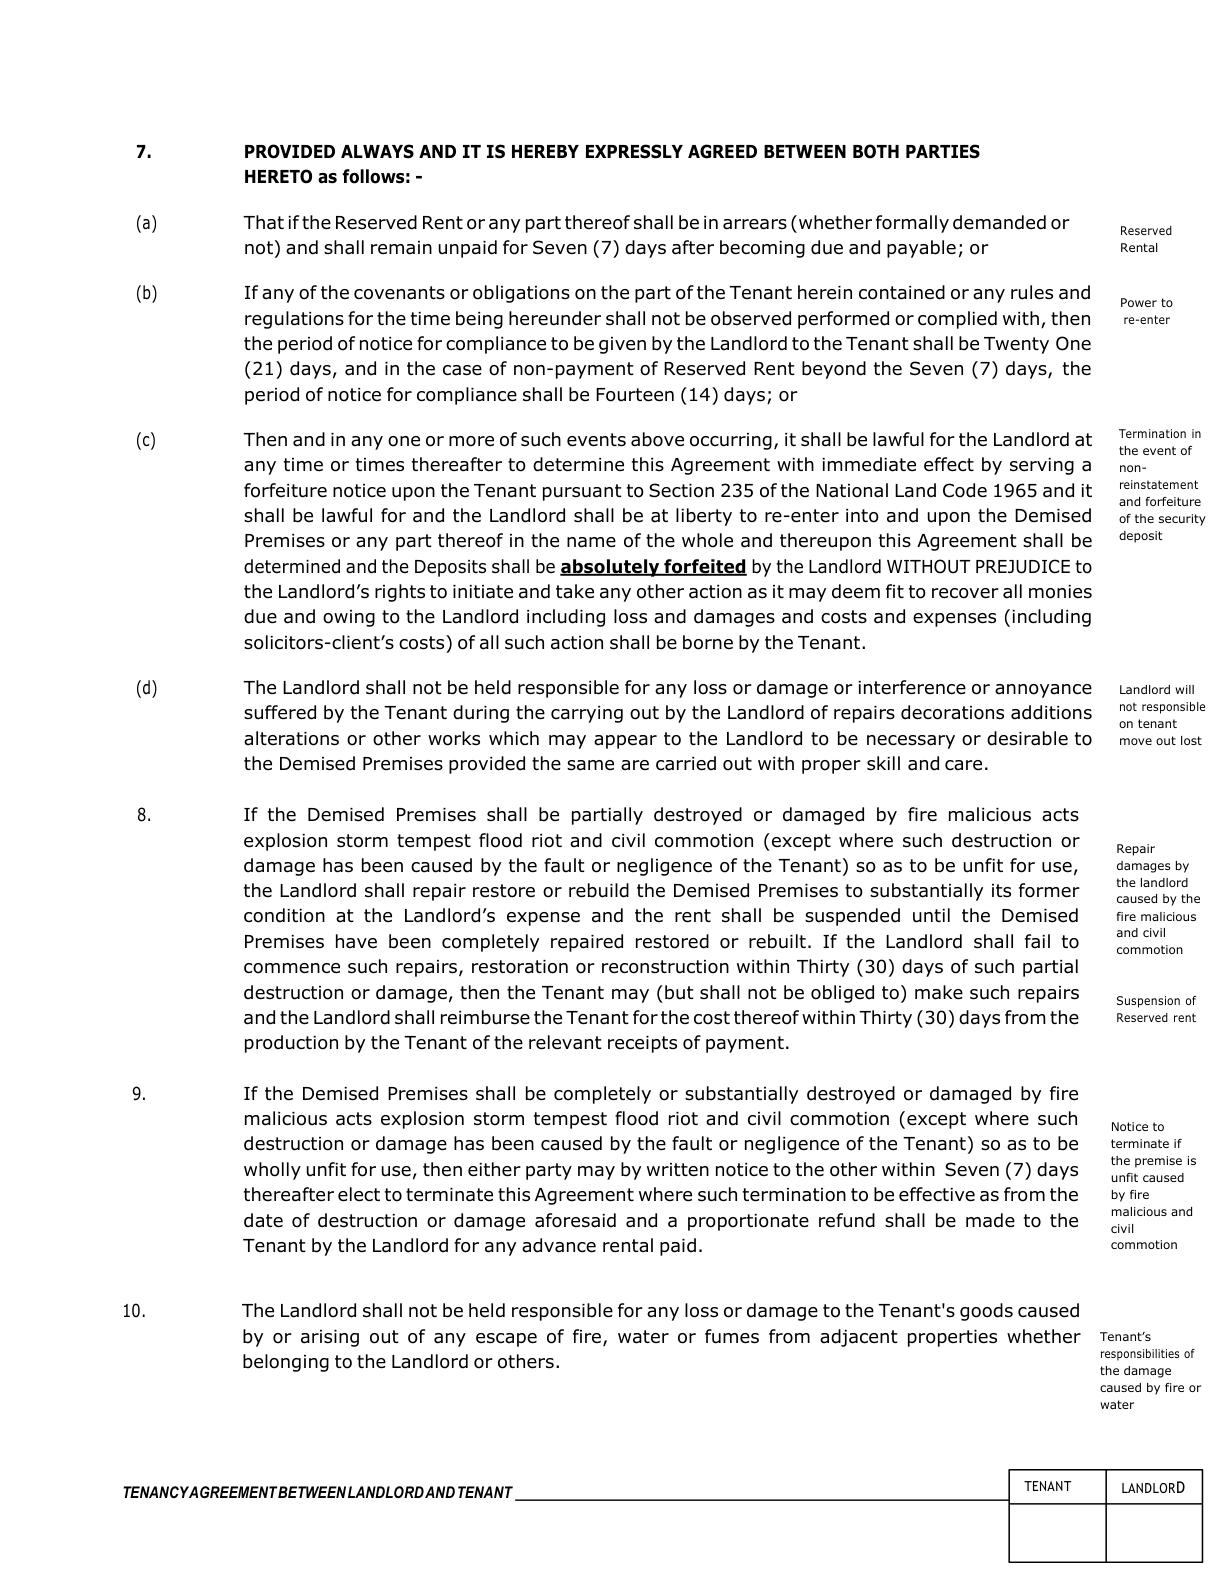 7. PROVIDED ALWAYS AND IT IS HEREBY EXPRESSLY AGREED BETWEEN BOTH PARTIES
HERETO as follows: -
(a) That if the Reserved Rent or any part thereof shall be in arrears (whether formally demanded or
not) and shall remain unpaid for Seven (7) days after becoming due and payable; or
Reserved
Rental
(b) If any of the covenants or obligations on the part of the Tenant herein contained or any rules and
regulations for the time being hereunder shall not be observed performed or complied with, then
the period of notice for compliance to be given by the Landlord to the Tenant shall be Twenty One
(21) days, and in the case of non-payment of Reserved Rent beyond the Seven (7) days, the
period of notice for compliance shall be Fourteen (14) days; or
Power to
re-enter
(c) Then and in any one or more of such events above occurring, it shall be lawful for the Landlord at
any time or times thereafter to determine this Agreement with immediate effect by serving a
forfeiture notice upon the Tenant pursuant to Section 235 of the National Land Code 1965 and it
shall be lawful for and the Landlord shall be at liberty to re-enter into and upon the Demised
Premises or any part thereof in the name of the whole and thereupon this Agreement shall be
determined and the Deposits shall be absolutely forfeited by the Landlord WITHOUT PREJUDICE to
the Landlord’s rights to initiate and take any other action as it may deem fit to recover all monies
due and owing to the Landlord including loss and damages and costs and expenses (including
solicitors-client’s costs) of all such action shall be borne by the Tenant.
Termination in
the event of
non-
reinstatement
and forfeiture
of the security
deposit
(d) The Landlord shall not be held responsible for any loss or damage or interference or annoyance
suffered by the Tenant during the carrying out by the Landlord of repairs decorations additions
alterations or other works which may appear to the Landlord to be necessary or desirable to
the Demised Premises provided the same are carried out with proper skill and care.
Landlord will
not responsible
on tenant
move out lost
8. If the Demised Premises shall be partially destroyed or damaged by fire malicious acts
explosion storm tempest flood riot and civil commotion (except where such destruction or
damage has been caused by the fault or negligence of the Tenant) so as to be unfit for use,
the Landlord shall repair restore or rebuild the Demised Premises to substantially its former
condition at the Landlord’s expense and the rent shall be suspended until the Demised
Premises have been completely repaired restored or rebuilt. If the Landlord shall fail to
commence such repairs, restoration or reconstruction within Thirty (30) days of such partial
destruction or damage, then the Tenant may (but shall not be obliged to) make such repairs
and the Landlord shall reimburse the Tenant for the cost thereof within Thirty (30) days from the
production by the Tenant of the relevant receipts of payment.
Repair
damages by
the landlord
caused by the
fire malicious
and civil
commotion
Suspension of
Reserved rent
9. If the Demised Premises shall be completely or substantially destroyed or damaged by fire
malicious acts explosion storm tempest flood riot and civil commotion (except where such
destruction or damage has been caused by the fault or negligence of the Tenant) so as to be
wholly unfit for use, then either party may by written notice to the other within Seven (7) days
thereafter elect to terminate this Agreement where such termination to be effective as from the
date of destruction or damage aforesaid and a proportionate refund shall be made to the
Tenant by the Landlord for any advance rental paid.
Notice to
terminate if
the premise is
unfit caused
by fire
malicious and
civil
commotion
10. The Landlord shall not be held responsible for any loss or damage to the Tenant's goods caused
by or arising out of any escape of fire, water or fumes from adjacent properties whether
belonging to the Landlord or others.
Tenant’s
responsibilities of
the damage
caused by fire or
water
TENANCY AGREEMENT BETWEEN LANDLORD AND TENANT
TENANT LANDLORD